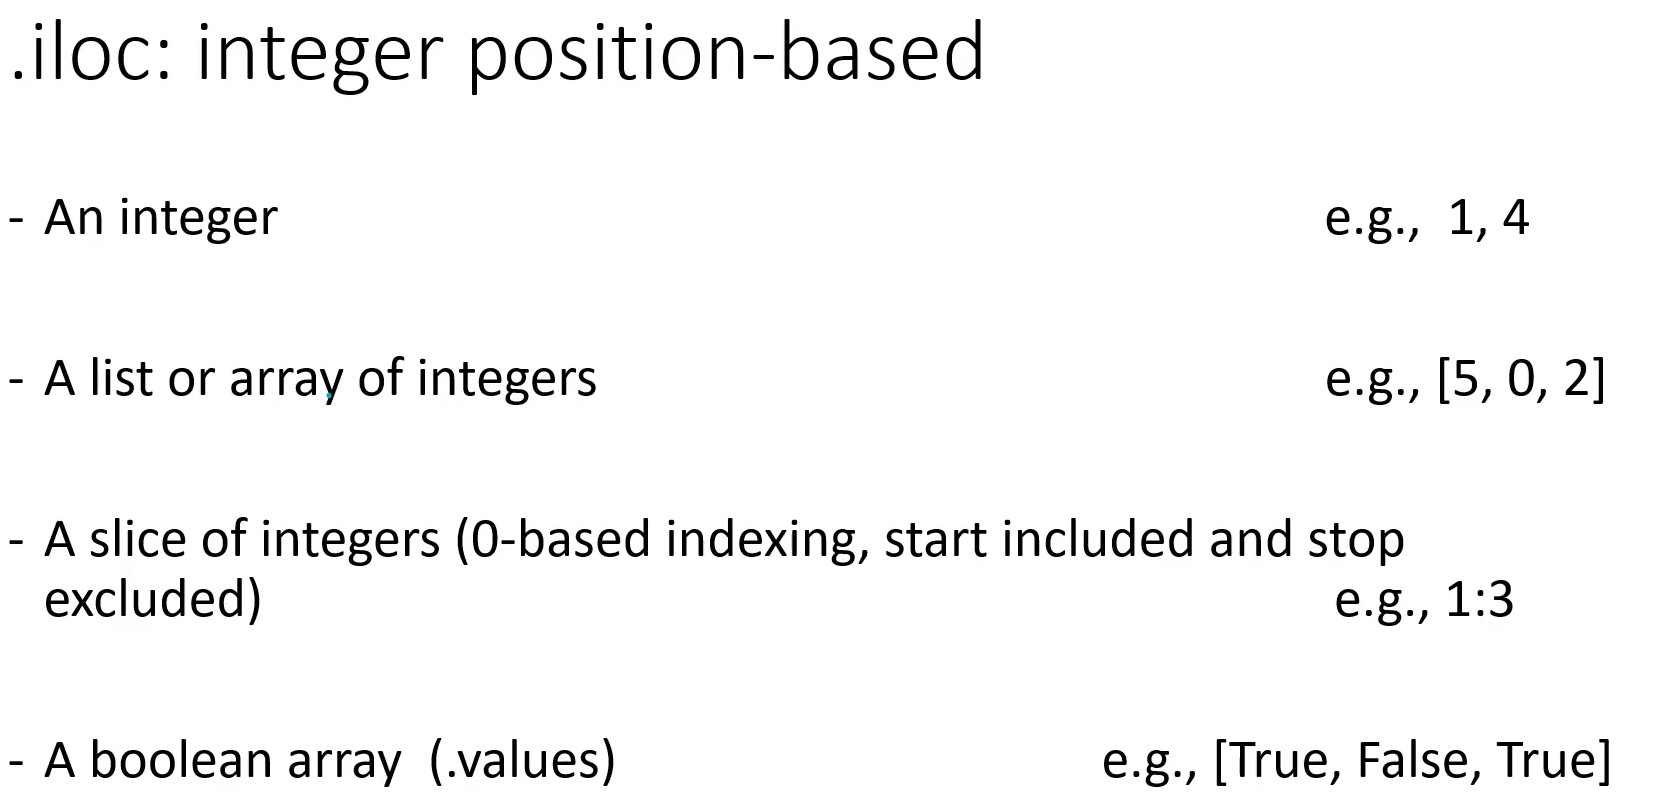 .iloc: integer position-based
- An integer e.g., 1, 4
- A list or array of integers e.g., [5, 0, 2]
- A slice of integers (0-based indexing, start included and stop
excluded) e.g., 1:3
- A boolean array (.values) e.g., [True, False, True]